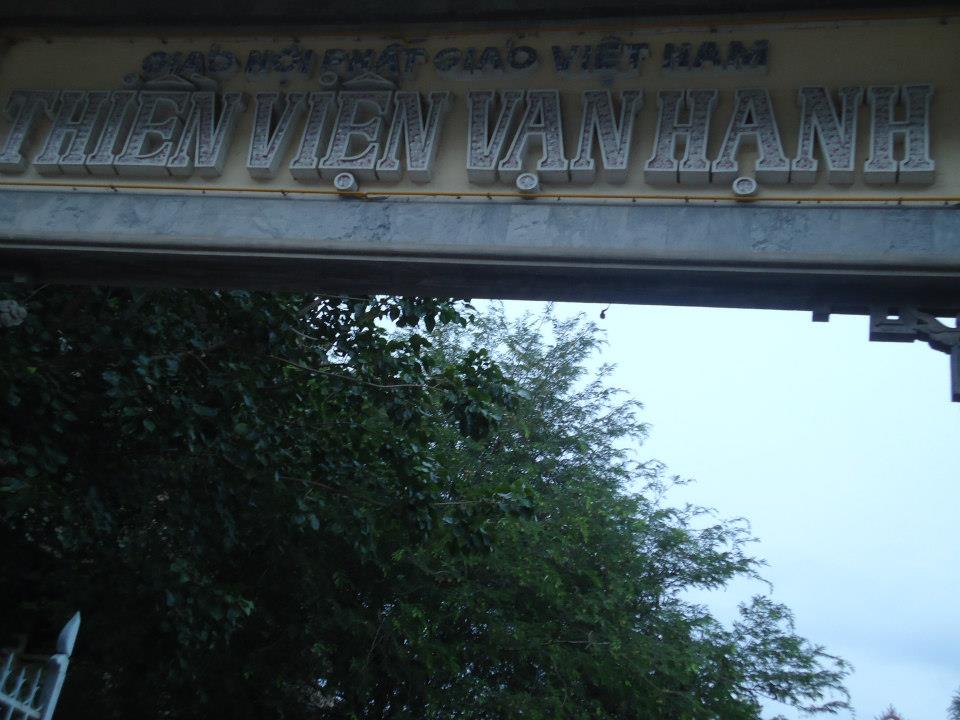 GIÁO HỘI PHẬT GIÁO VIỆT NAM
THIỀN VIỆN VẠN HẠNH